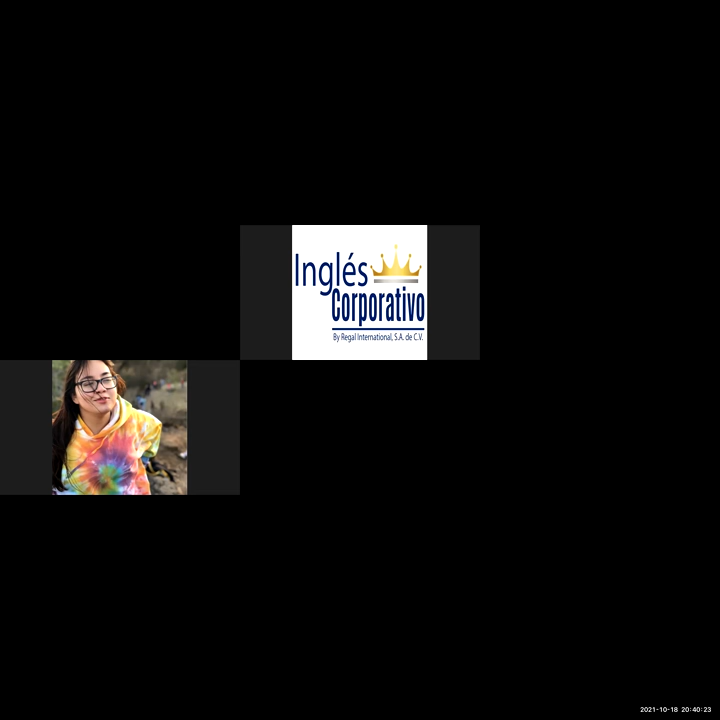 Inglés
Corporativo
By Regal International, S.A. de C.V.
2021-10-18 20:40:23